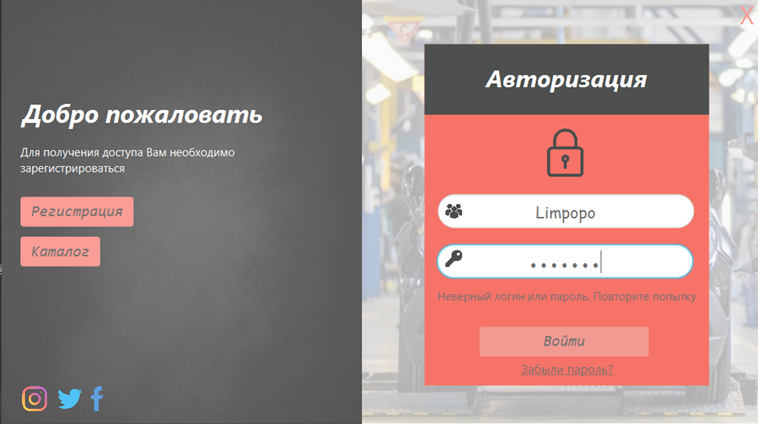 Добро пожаловать
Для получения доступа Вам необходимо
зарегистрироваться
Регистрация
Каталог
X
Авторизация
Limpopo
Неверный логин или пароль. Повторите попытку
Войти
Забыли пароль?